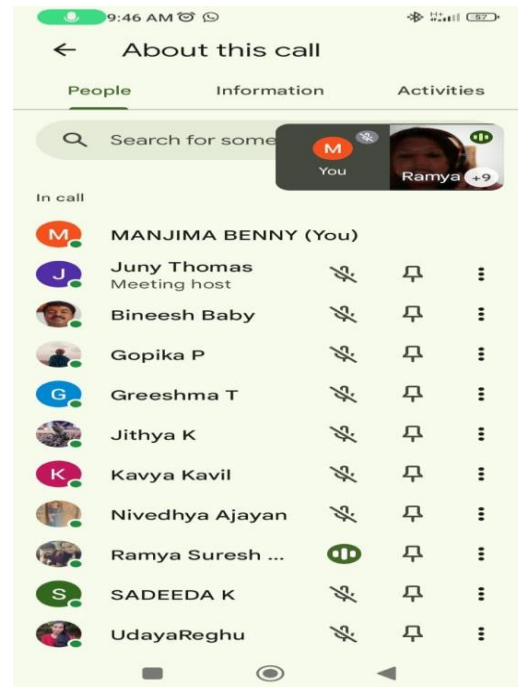 9:46 AM
57
← About this call
People Information Activities
Search for some
M
You
Ramya
+9
In call
M MANJIMA BENNY (You)
J Juny Thomas
Meeting host
Bineesh Baby
Gopika P
G Greeshma T
Jithya K
K Kavya Kavil
Nivedhya Ajayan
Ramya Suresh ...
S SADEEDA K
UdayaReghu